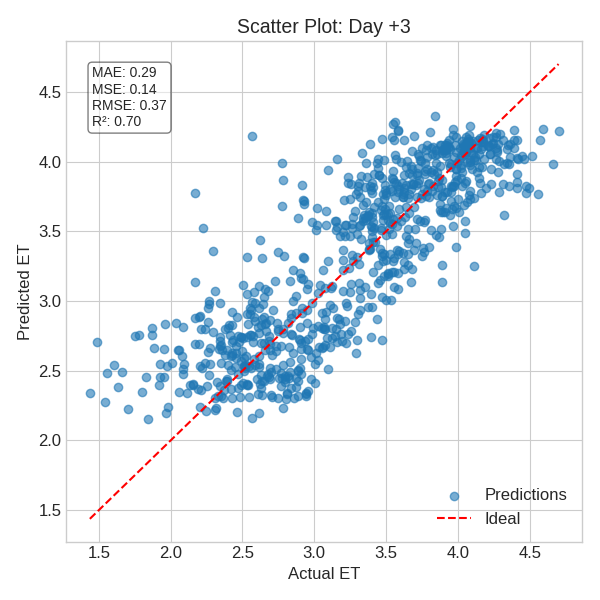 Scatter Plot: Day +3
MAE: 0.29
MSE: 0.14
RMSE: 0.37
R²: 0.70
Predicted ET
4.5
4.0
3.5
3.0
2.5
2.0
1.5
Predictions
Ideal
1.5 2.0 2.5 3.0 3.5 4.0 4.5
Actual ET